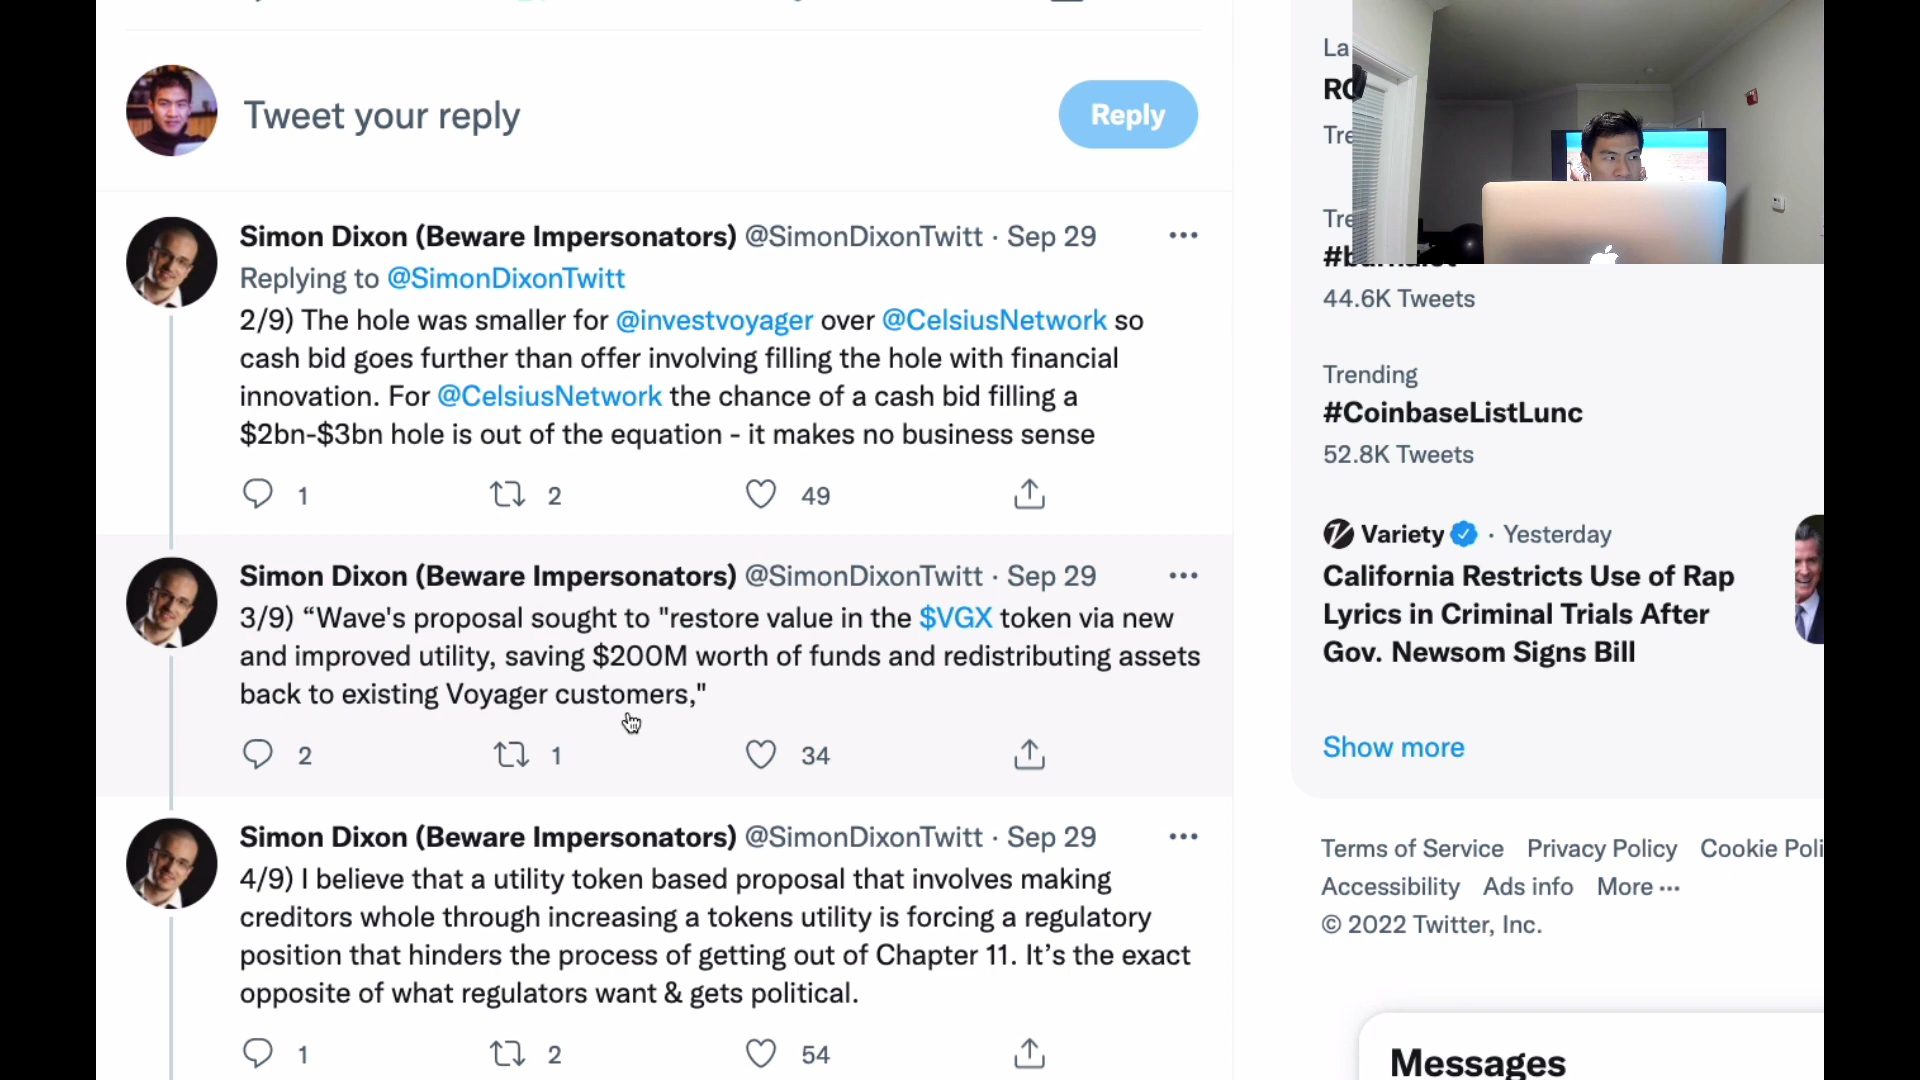 Tweet your reply
Reply
Simon Dixon (Beware Impersonators) @SimonDixonTwitt · Sep 29
Replying to @SimonDixonTwitt
2/9) The hole was smaller for @investvoyager over @CelsiusNetwork so
cash bid goes further than offer involving filling the hole with financial
innovation. For @CelsiusNetwork the chance of a cash bid filling a
$2bn-$3bn hole is out of the equation - it makes no business sense
1 2 49
Simon Dixon (Beware Impersonators) @SimonDixonTwitt · Sep 29
3/9) “Wave's proposal sought to "restore value in the $VGX token via new
and improved utility, saving $200M worth of funds and redistributing assets
back to existing Voyager customers,"
2 1 34
Simon Dixon (Beware Impersonators) @SimonDixonTwitt · Sep 29
4/9) I believe that a utility token based proposal that involves making
creditors whole through increasing a tokens utility is forcing a regulatory
position that hinders the process of getting out of Chapter 11. It’s the exact
opposite of what regulators want & gets political.
1 2 54
La
Tre
Tre
44.6K Tweets
Trending
#CoinbaseListLunc
52.8K Tweets
Variety · Yesterday
California Restricts Use of Rap
Lyrics in Criminal Trials After
Gov. Newsom Signs Bill
Show more
Terms of Service Privacy Policy Cookie Poli
Accessibility Ads info More ···
© 2022 Twitter, Inc.
Messages